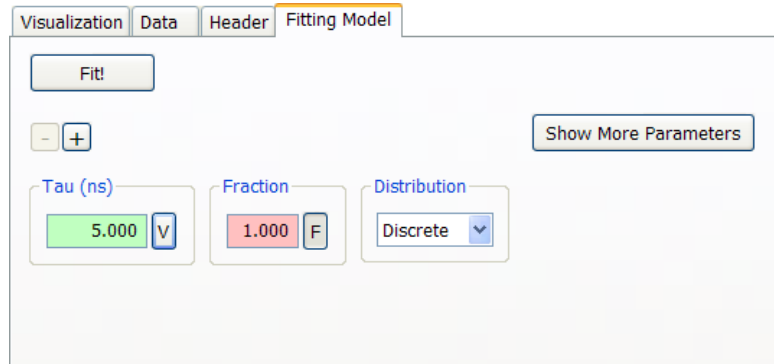 Visualization Data Header Fitting Model
Fit!
- +
Show More Parameters
Tau (ns) Fraction Distribution
5.000 V 1.000 F Discrete